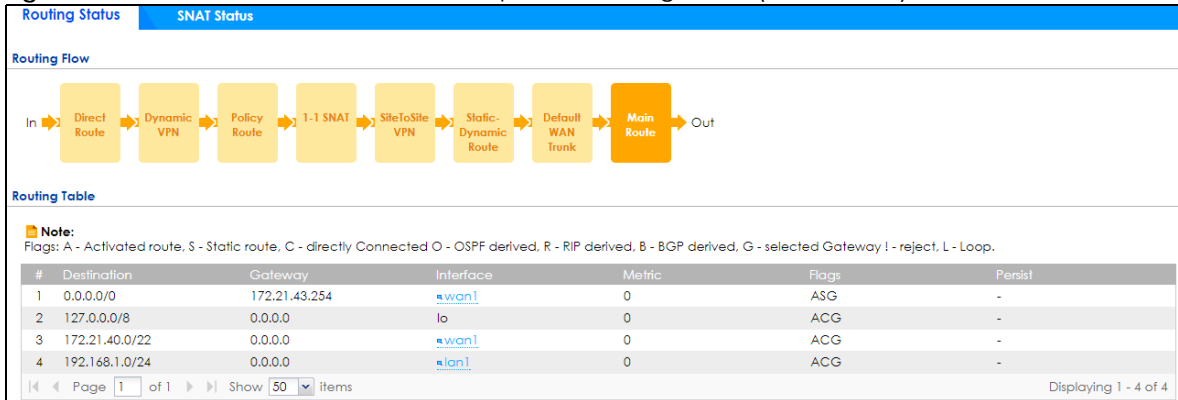 Routing Status SNAT Status
Routing Flow
In Direct Route Dynamic VPN Policy Route 1-1 SNAT SiteToSite VPN Static-Dynamic Route Default WAN Trunk Main Route Out
Routing Table
Note:
Flags: A - Activated route, S - Static route, C - directly Connected O - OSPF derived, R - RIP derived, B - BGP derived, G - selected Gateway ! - reject, L - Loop.
# Destination Gateway Interface Metric Flags Persist
1 0.0.0.0/0 172.21.43.254 wan1 0 ASG -
2 127.0.0.0/8 0.0.0.0 lo 0 ACG -
3 172.21.40.0/22 0.0.0.0 wan1 0 ACG -
4 192.168.1.0/24 0.0.0.0 lan1 0 ACG -
Page 1 of 1 Show 50 items Displaying 1 - 4 of 4